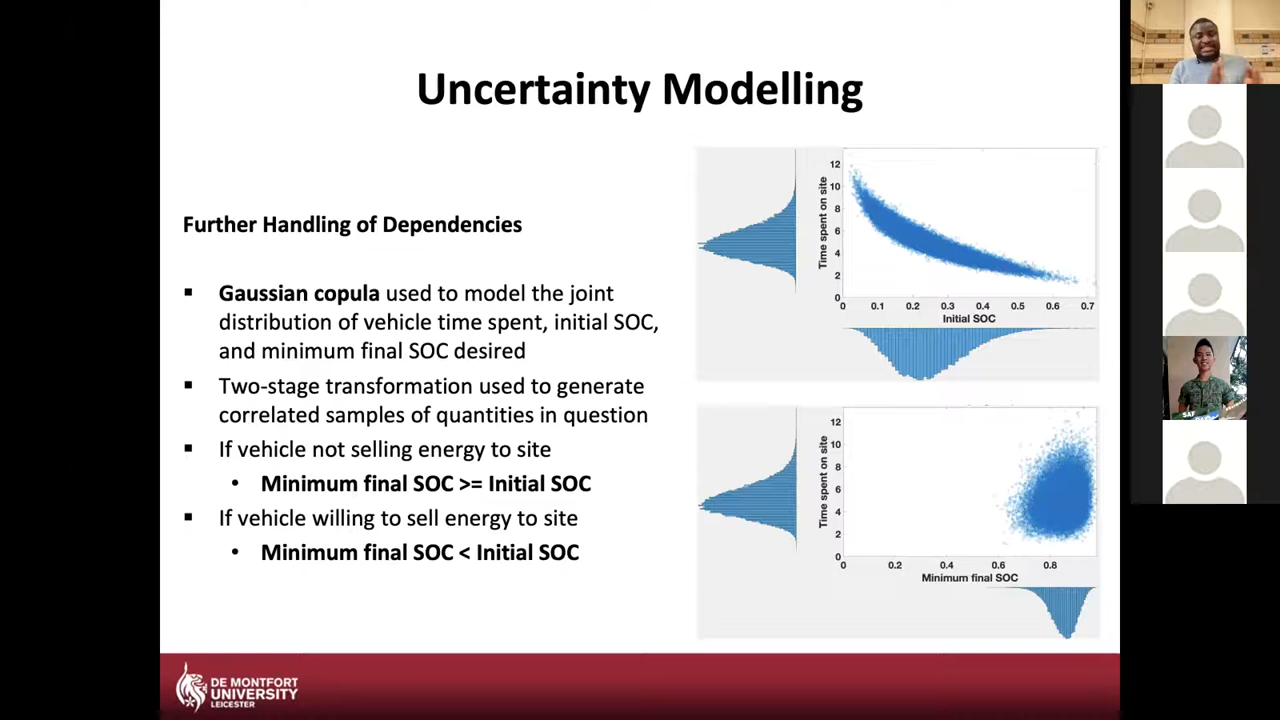 Uncertainty Modelling
Further Handling of Dependencies
▪ Gaussian copula used to model the joint
distribution of vehicle time spent, initial SOC,
and minimum final SOC desired
▪ Two-stage transformation used to generate
correlated samples of quantities in question
▪ If vehicle not selling energy to site
• Minimum final SOC >= Initial SOC
▪ If vehicle willing to sell energy to site
• Minimum final SOC < Initial SOC
Time spent on site
12
10
8
6
4
2
0
0 0.1 0.2 0.3 0.4 0.5 0.6 0.7
Initial SOC
Time spent on site
12
10
8
6
4
2
0
0 0.2 0.4 0.6 0.8
Minimum final SOC
DE MONTFORT
UNIVERSITY
LEICESTER
SAF